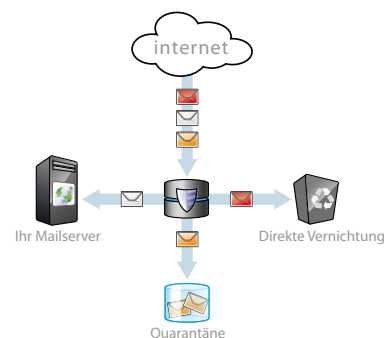 internet
Ihr Mailserver
Direkte Vernichtung
Quarantäne